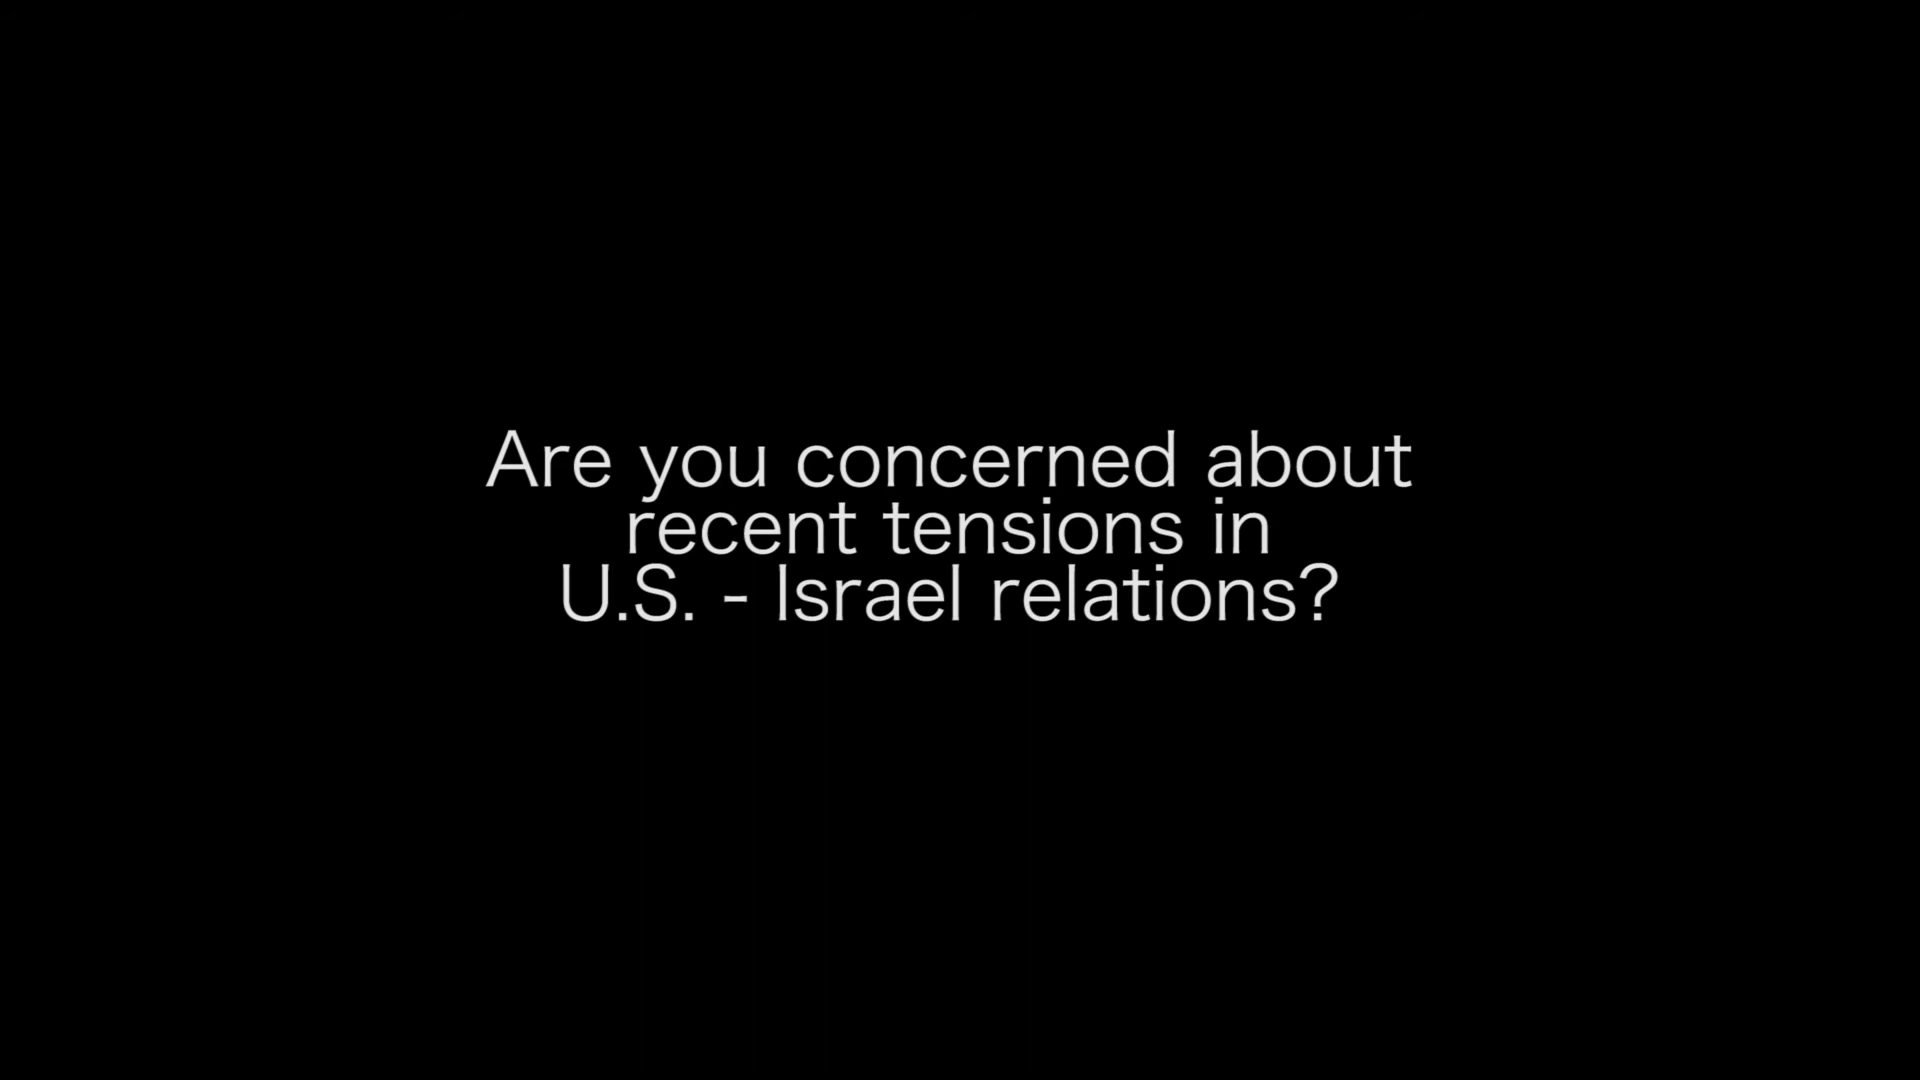 Are you concerned about
recent tensions in
U.S. - Israel relations?